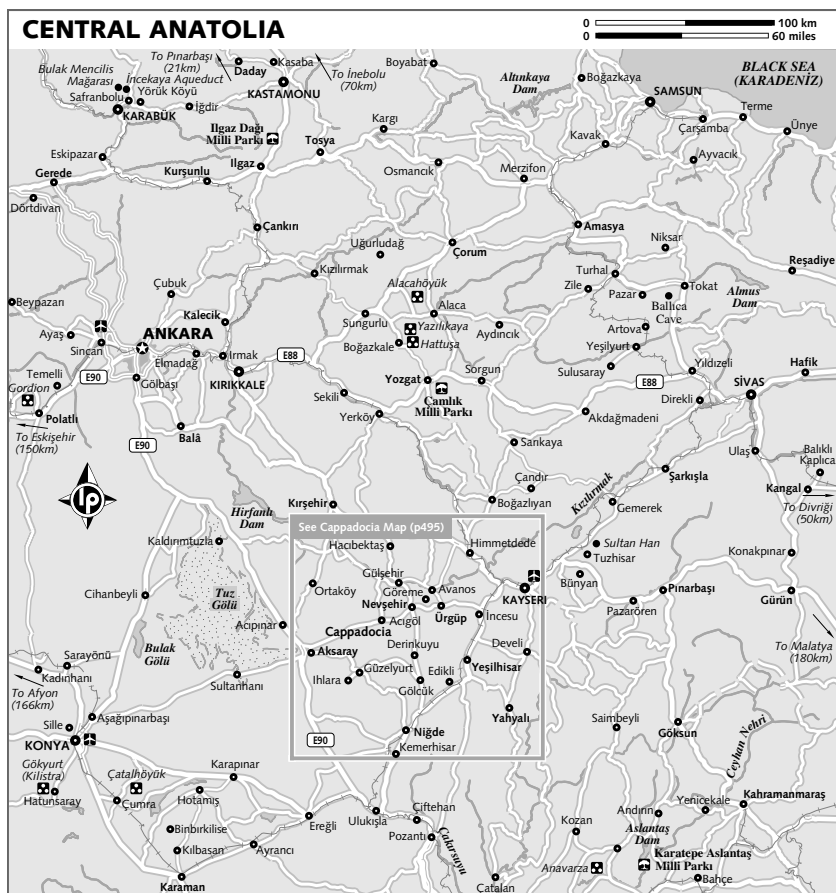 CENTRAL ANATOLIA
0 100 km
0 60 miles
To Pınarbaşı
(21km)
Kasaba
Daday
To İnebolu
(70km)
Boyabat
Altınkaya
Dam
Boğazkaya
BLACK SEA
(KARADENİZ)
Bulak Mencilis
Mağarası
İncekaya Aqueduct
Yörük Köyü
Safranbolu
KASTAMONU
SAMSUN
KARABÜK
İğdir
Terme
Çarşamba
Ünye
Ilgaz Dağı
Milli Parkı
Kargı
Tosya
Kavak
Eskipazar
Ayvacık
Gerede
Kurşunlu
Ilgaz
Osmancık
Merzifon
Dörtdivan
Çankırı
Amasya
Uğurludağ
Çorum
Niksar
Reşadiye
Kızılırmak
Turhal
Çubuk
Alacahöyük
Zile
Pazar
Tokat
Almus
Dam
Beypazarı
Ballıca
Cave
Kalecik
Sungurlu
Alaca
Ayaş
ANKARA
Yazılıkaya
Aydıncık
Artova
Sincan
Boğazkale
Hattuşa
Yeşilyurt
Elmadağ
Irmak
E88
Temelli
E90
Gölbaşı
KIRIKKALE
Sorgun
Sulusaray
Yıldızeli
Hafik
Gordion
Yozgat
E88
SİVAS
Sekili
Çamlık
Milli Parkı
Direkli
Polatlı
Yerköy
Akdağmadeni
To Eskişehir
(150km)
Balâ
E90
Sarıkaya
Ulaş
Balıklı
Kaplıca
lp
Çandır
Şarkışla
Kangal
Hirfanlı
Dam
Kırşehir
Boğazlıyan
Kızılırmak
Gemerek
To Divriği
(50km)
See Cappadocia Map (p495)
Kaldırımtuzla
Hacıbektaş
Himmetdede
Sultan Han
Tuzhisar
Konakpınar
Gülşehir
Ortaköy
Avanos
Bünyan
Tuz
Gölü
Göreme
KAYSERI
Pınarbaşı
Cihanbeyli
Nevşehir
Ürgüp
İncesu
Pazarören
Gürün
Acıpınar
Acıgöl
Cappadocia
Bulak
Gölü
Derinkuyu
Develi
To Malatya
(180km)
Sarayönü
Aksaray
Güzelyurt
Edikli
Yeşilhisar
Kadınhanı
Sultanhanı
Ihlara
Gölcük
To Afyon
(166km)
Aşağıpınarbaşı
Yahyalı
Saimbeyli
Sille
Niğde
Göksun
KONYA
E90
Kemerhisar
Ceyhan Nehri
Gökyurt
(Kilistra)
Çatalhöyük
Karapınar
Hatunsaray
Çumra
Hotamış
Çiftehan
Andırın
Yenicekale
Kahramanmaraş
Ulukışla
Ereğli
Binbirkilise
Pozantı
Kozan
Aslantaş
Dam
Kılbasan
Ayrancı
Çakırsuyu
Anavarza
Karatepe Aslantaş
Milli Parkı
Karaman
Catalan
Bahçe